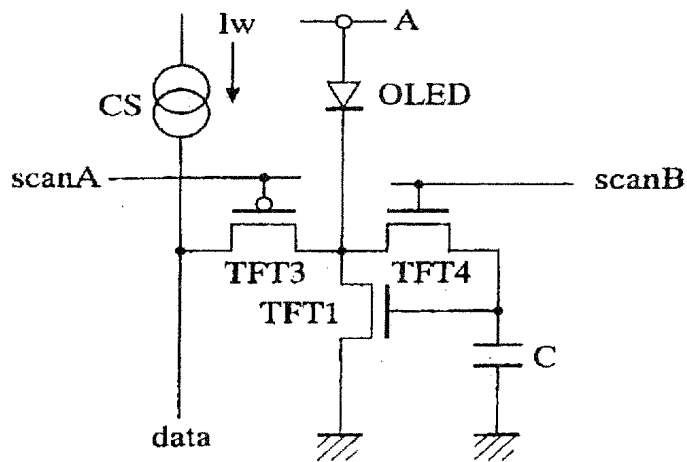 Iw
A
CS
OLED
scanA
scanB
TFT3
TFT4
TFT1
C
data